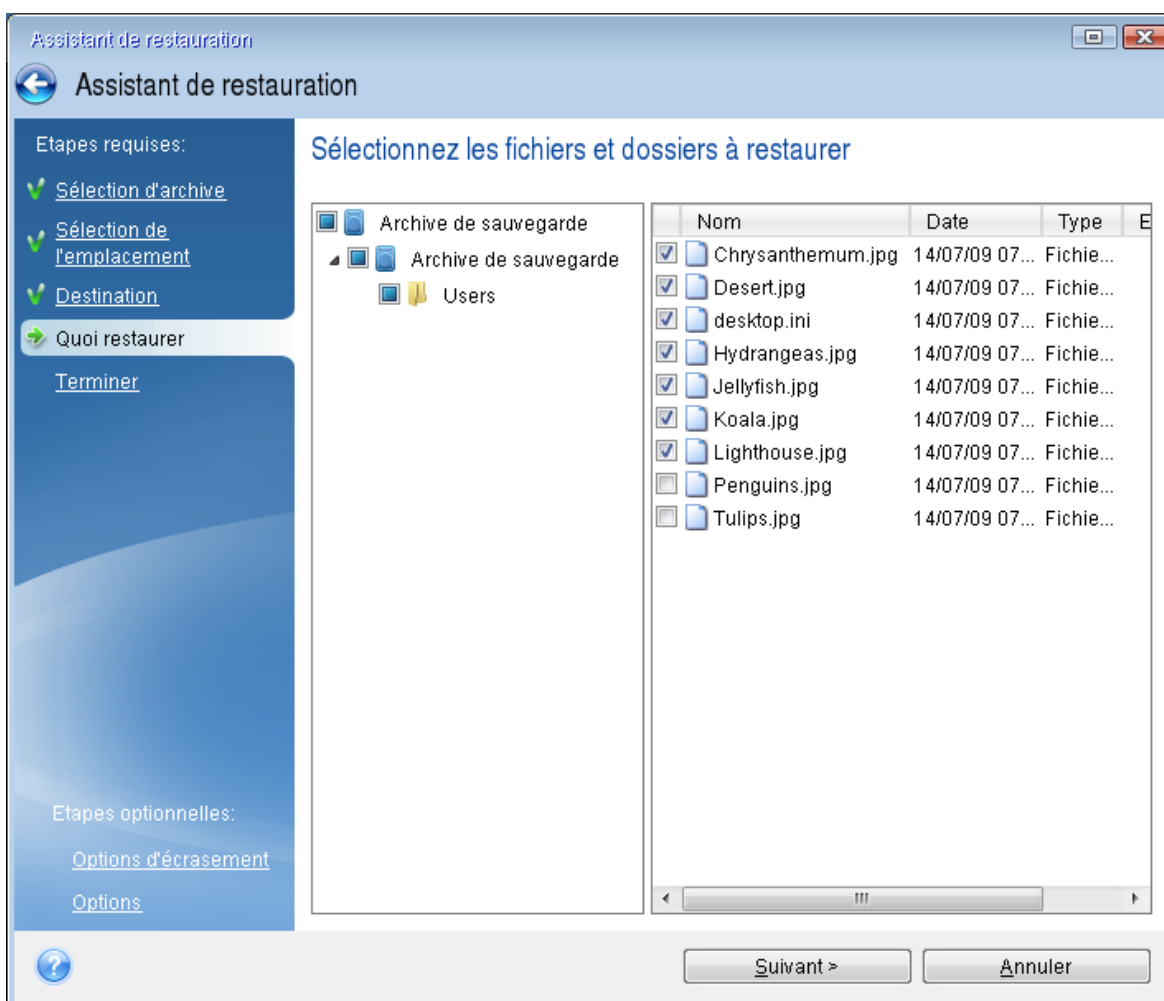 Assistant de restauration
Assistant de restauration
Etapes requises:
Sélection d'archive
Sélection de
l'emplacement
Destination
Quoi restaurer
Terminer
Etapes optionnelles:
Options d'écrasement
Options
Sélectionnez les fichiers et dossiers à restaurer
Archive de sauvegarde
Archive de sauvegarde
Users
Nom Date Type E
Chrysanthemum.jpg 14/07/09 07... Fichie...
Desert.jpg 14/07/09 07... Fichie...
desktop.ini 14/07/09 07... Fichie...
Hydrangeas.jpg 14/07/09 07... Fichie...
Jellyfish.jpg 14/07/09 07... Fichie...
Koala.jpg 14/07/09 07... Fichie...
Lighthouse.jpg 14/07/09 07... Fichie...
Penguins.jpg 14/07/09 07... Fichie...
Tulips.jpg 14/07/09 07... Fichie...
Suivant > Annuler